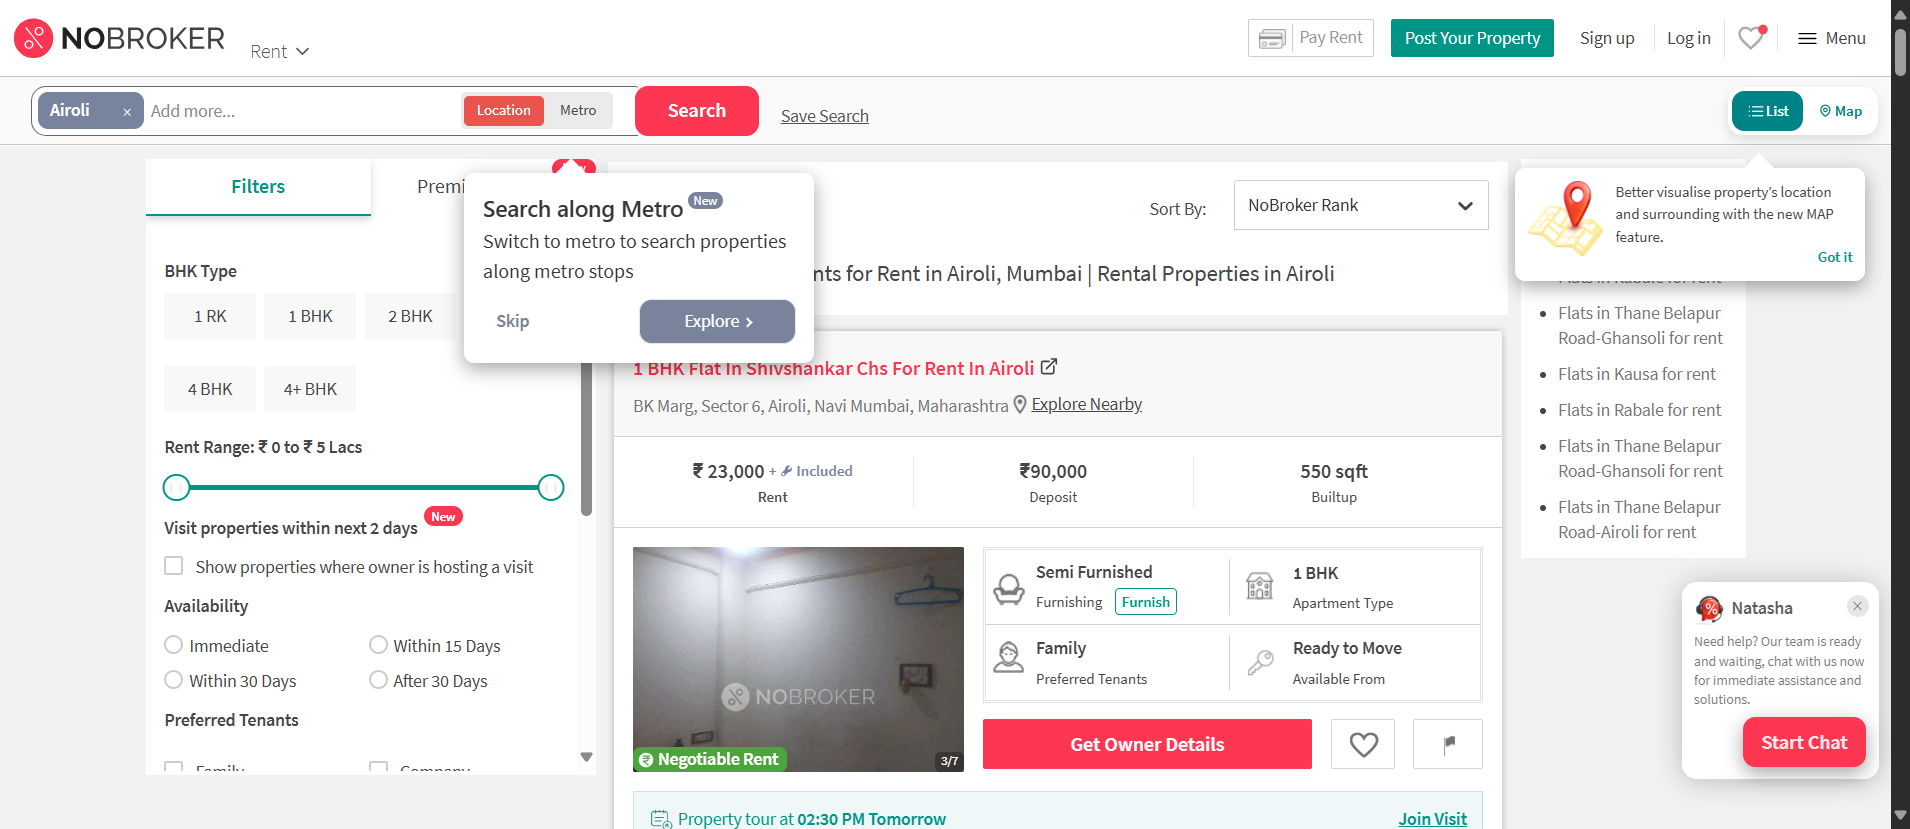 NOBROKER
Rent
Pay Rent
Post Your Property
Sign up
Log in
Menu
Airoli ×
Add more...
Location
Metro
Search
Save Search
List
Map
Filters
Premi
Search along Metro New
Switch to metro to search properties
along metro stops
Skip
Explore ›
Sort By:
NoBroker Rank
nts for Rent in Airoli, Mumbai | Rental Properties in Airoli
Better visualise property's location
and surrounding with the new MAP
feature.
Got it
BHK Type
1 RK
1 BHK
2 BHK
4 BHK
4+ BHK
Rent Range: ₹ 0 to ₹ 5 Lacs
Visit properties within next 2 days New
Show properties where owner is hosting a visit
Availability
Immediate
Within 15 Days
Within 30 Days
After 30 Days
Preferred Tenants
Family
Company
1 BHK Flat In Shivshankar Chs For Rent In Airoli
BK Marg, Sector 6, Airoli, Navi Mumbai, Maharashtra Explore Nearby
₹ 23,000 + Included
Rent
₹90,000
Deposit
550 sqft
Builtup
NOBROKER
Negotiable Rent
3/7
Semi Furnished
Furnishing Furnish
1 BHK
Apartment Type
Family
Preferred Tenants
Ready to Move
Available From
Get Owner Details
Property tour at 02:30 PM Tomorrow
Join Visit
Flats in Rabale for rent
Flats in Thane Belapur
Road-Ghansoli for rent
Flats in Kausa for rent
Flats in Rabale for rent
Flats in Thane Belapur
Road-Ghansoli for rent
Flats in Thane Belapur
Road-Airoli for rent
Natasha
Need help? Our team is ready
and waiting, chat with us now
for immediate assistance and
solutions.
Start Chat